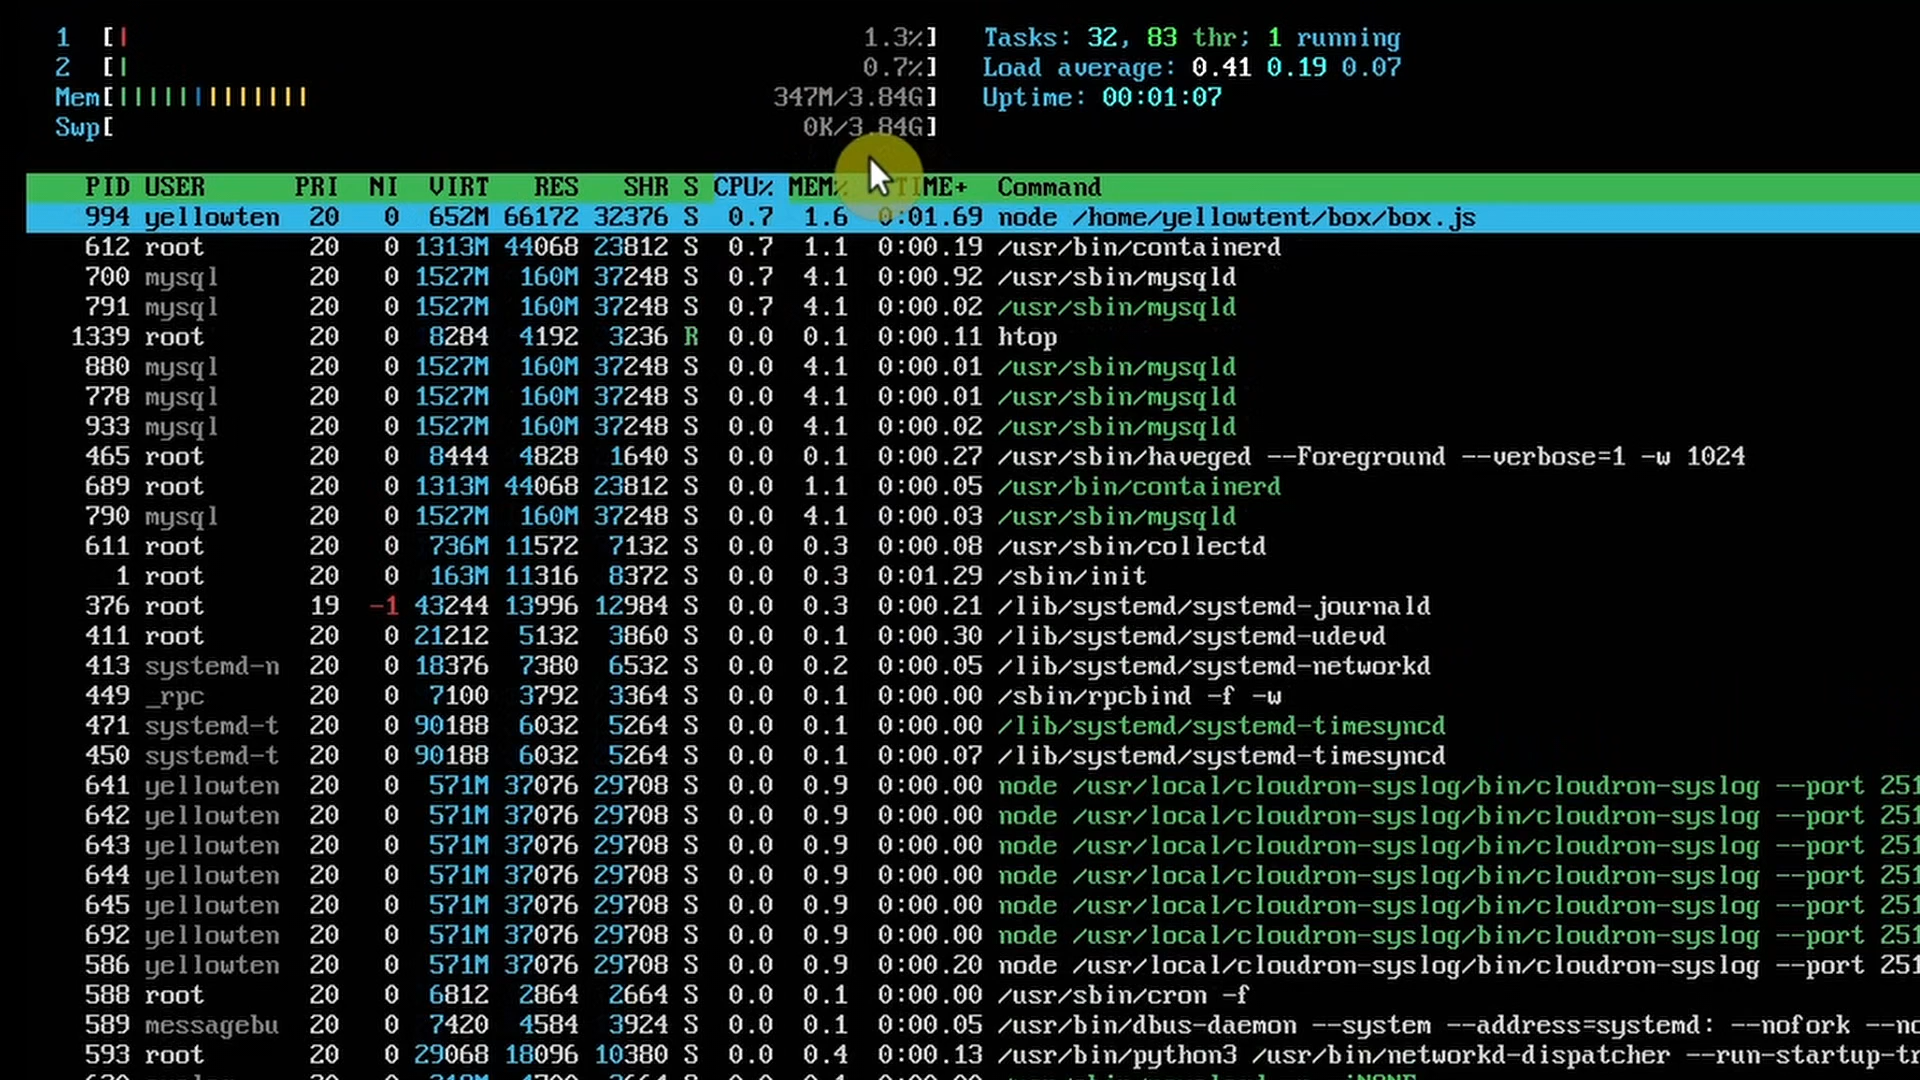 1 [| 1.3%] Tasks: 32, 83 thr; 1 running
2 [| 0.7%] Load average: 0.41 0.19 0.07
Mem[||||||||||||| 347M/3.84G] Uptime: 00:01:07
Swp[ 0K/3.84G]
PID USER PRI NI VIRT RES SHR S CPU% MEM% TIME+ Command
994 yellowten 20 0 652M 66172 32376 S 0.7 1.6 0:01.69 node /home/yellowtent/box/box.js
612 root 20 0 1313M 44068 23812 S 0.7 1.1 0:00.19 /usr/bin/containerd
700 mysql 20 0 1527M 160M 37248 S 0.7 4.1 0:00.92 /usr/sbin/mysqld
791 mysql 20 0 1527M 160M 37248 S 0.7 4.1 0:00.02 /usr/sbin/mysqld
1339 root 20 0 8284 4192 3236 R 0.0 0.1 0:00.11 htop
880 mysql 20 0 1527M 160M 37248 S 0.0 4.1 0:00.01 /usr/sbin/mysqld
778 mysql 20 0 1527M 160M 37248 S 0.0 4.1 0:00.01 /usr/sbin/mysqld
933 mysql 20 0 1527M 160M 37248 S 0.0 4.1 0:00.02 /usr/sbin/mysqld
465 root 20 0 8444 4828 1640 S 0.0 0.1 0:00.27 /usr/sbin/haveged --Foreground --verbose=1 -w 1024
689 root 20 0 1313M 44068 23812 S 0.0 1.1 0:00.05 /usr/bin/containerd
790 mysql 20 0 1527M 160M 37248 S 0.0 4.1 0:00.03 /usr/sbin/mysqld
611 root 20 0 736M 11572 7132 S 0.0 0.3 0:00.08 /usr/sbin/collectd
1 root 20 0 163M 11316 8372 S 0.0 0.3 0:01.29 /sbin/init
376 root 19 -1 43244 13996 12984 S 0.0 0.3 0:00.21 /lib/systemd/systemd-journald
411 root 20 0 21212 5132 3860 S 0.0 0.1 0:00.30 /lib/systemd/systemd-udevd
413 systemd-n 20 0 18376 7380 6532 S 0.0 0.2 0:00.05 /lib/systemd/systemd-networkd
449 _rpc 20 0 7100 3792 3364 S 0.0 0.1 0:00.00 /sbin/rpcbind -f -w
471 systemd-t 20 0 90188 6032 5264 S 0.0 0.1 0:00.00 /lib/systemd/systemd-timesyncd
450 systemd-t 20 0 90188 6032 5264 S 0.0 0.1 0:00.07 /lib/systemd/systemd-timesyncd
641 yellowten 20 0 571M 37076 29708 S 0.0 0.9 0:00.00 node /usr/local/cloudron-syslog/bin/cloudron-syslog --port 251
642 yellowten 20 0 571M 37076 29708 S 0.0 0.9 0:00.00 node /usr/local/cloudron-syslog/bin/cloudron-syslog --port 251
643 yellowten 20 0 571M 37076 29708 S 0.0 0.9 0:00.00 node /usr/local/cloudron-syslog/bin/cloudron-syslog --port 251
644 yellowten 20 0 571M 37076 29708 S 0.0 0.9 0:00.00 node /usr/local/cloudron-syslog/bin/cloudron-syslog --port 251
645 yellowten 20 0 571M 37076 29708 S 0.0 0.9 0:00.00 node /usr/local/cloudron-syslog/bin/cloudron-syslog --port 251
692 yellowten 20 0 571M 37076 29708 S 0.0 0.9 0:00.00 node /usr/local/cloudron-syslog/bin/cloudron-syslog --port 251
586 yellowten 20 0 571M 37076 29708 S 0.0 0.9 0:00.20 node /usr/local/cloudron-syslog/bin/cloudron-syslog --port 251
588 root 20 0 6812 2864 2664 S 0.0 0.1 0:00.00 /usr/sbin/cron -f
589 messagebu 20 0 7420 4584 3924 S 0.0 0.1 0:00.05 /usr/bin/dbus-daemon --system --address=systemd: --nofork --no
593 root 20 0 29068 18096 10380 S 0.0 0.4 0:00.13 /usr/bin/python3 /usr/bin/networkd-dispatcher --run-startup-tr